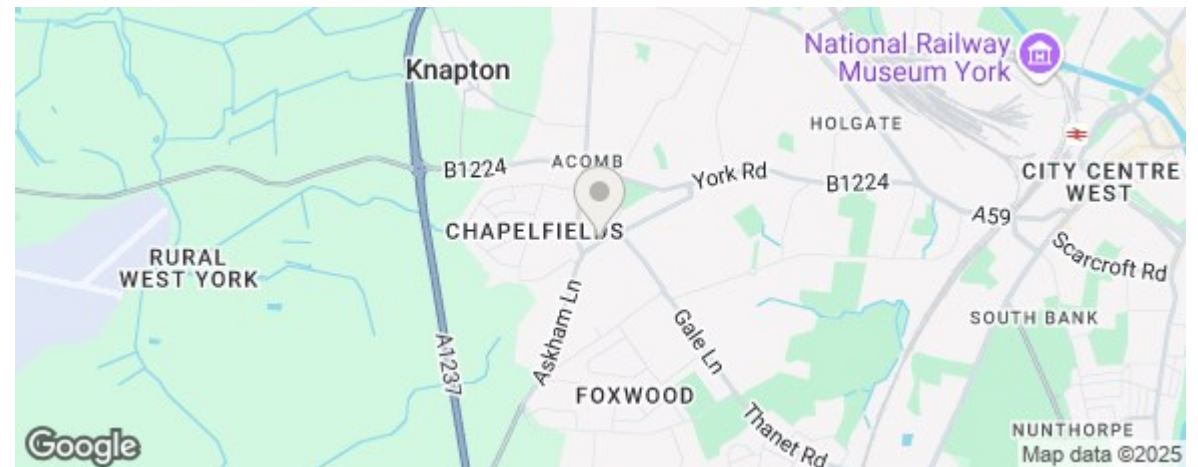 National Railway
Museum York
Knapton
HOLGATE
ACOMB
B1224
York Rd
B1224
CITY CENTRE
WEST
A59
CHAPELFIELDS
Scarcroft Rd
RURAL
WEST YORK
Askham Ln
Gale Ln
SOUTH BANK
A1237
FOXWOOD
Thanet Rd
NUNTHORPE
Google
Map data ©2025